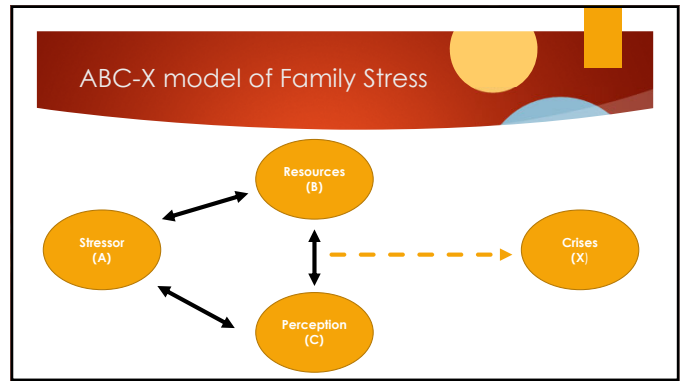 ABC-X model of Family Stress
Resources
(B)
Stressor
(A)
Crises
(X)
Perception
(C)